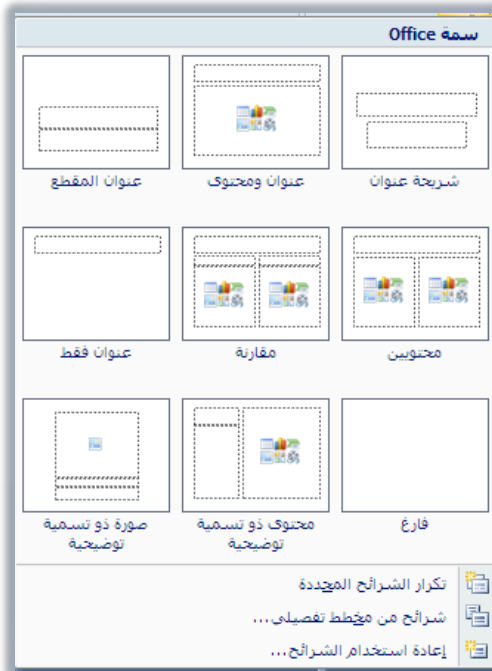 سمة Office
شريحة عنوان
عنوان ومحتوى
عنوان المقطع
محتويين
مقارنة
عنوان فقط
فارغ
محتوى ذو تسمية
توضيحية
صورة ذو تسمية
توضيحية
تكرار الشرائح المحددة
شرائح من مخطط تفصيلي...
إعادة استخدام الشرائح...